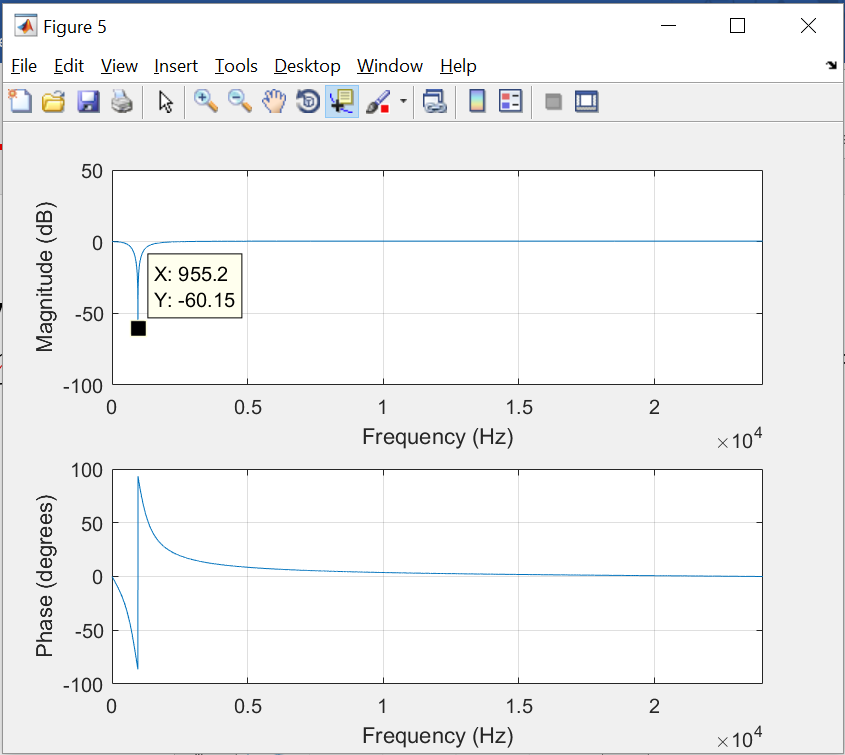 Figure 5
File Edit View Insert Tools Desktop Window Help
50
0
-50
-100
Magnitude (dB)
X: 955.2
Y: -60.15
0 0.5 1 1.5 2
Frequency (Hz)
×10^4
100
50
0
-50
-100
Phase (degrees)
0 0.5 1 1.5 2
Frequency (Hz)
×10^4